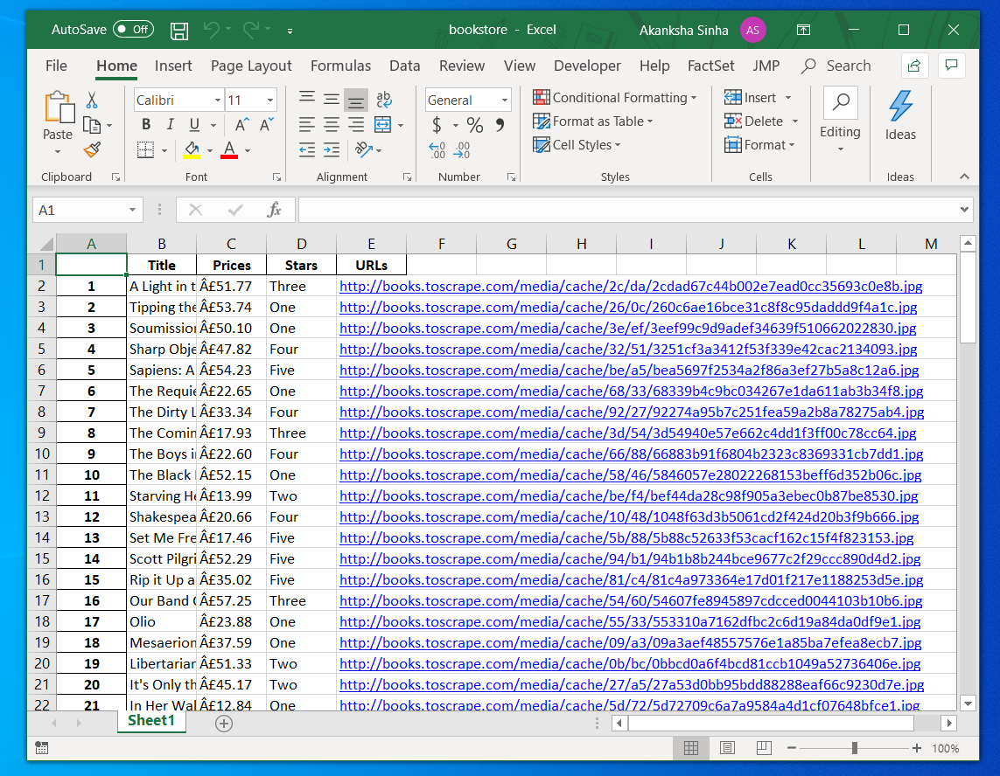 AutoSave Off bookstore - Excel Akanksha Sinha AS
File Home Insert Page Layout Formulas Data Review View Developer Help FactSet JMP Search
Paste
Calibri 11
B I U A A
A
ab
c
General
$ % 9
.00 .00
Conditional Formatting
Format as Table
Cell Styles
Insert
Delete
Format
Editing
Ideas
Clipboard Font Alignment Number Styles Cells Ideas
A1 fx
A B C D E F G H I J K L M
1 Title Prices Stars URLs
2 1 A Light in t £51.77 Three http://books.toscrape.com/media/cache/2c/da/2cdad67c44b002e7ead0cc35693c0e8b.jpg
3 2 Tipping the £53.74 One http://books.toscrape.com/media/cache/26/0c/260c6ae16bce31c8f8c95daddd9f4a1c.jpg
4 3 Soumission £50.10 One http://books.toscrape.com/media/cache/3e/ef/3eef99c9d9adef34639f510662022830.jpg
5 4 Sharp Obje £47.82 Four http://books.toscrape.com/media/cache/32/51/3251cf3a3412f53f339e42cac2134093.jpg
6 5 Sapiens: A £54.23 Five http://books.toscrape.com/media/cache/be/a5/bea5697f2534a2f86a3ef27b5a8c12a6.jpg
7 6 The Requie £22.65 One http://books.toscrape.com/media/cache/68/33/68339b4c9bc034267e1da611ab3b34f8.jpg
8 7 The Dirty L £33.34 Four http://books.toscrape.com/media/cache/92/27/92274a95b7c251fea59a2b8a78275ab4.jpg
9 8 The Comin £17.93 Three http://books.toscrape.com/media/cache/3d/54/3d54940e57e662c4dd1f3ff00c78cc64.jpg
10 9 The Boys i £22.60 Four http://books.toscrape.com/media/cache/66/88/66883b91f6804b2323c8369331cb7dd1.jpg
11 10 The Black £52.15 One http://books.toscrape.com/media/cache/58/46/5846057e28022268153beff6d352b06c.jpg
12 11 Starving He £13.99 Two http://books.toscrape.com/media/cache/be/f4/bef44da28c98f905a3ebec0b87be8530.jpg
13 12 Shakespea £20.66 Four http://books.toscrape.com/media/cache/10/48/1048f63d3b5061cd2f424d20b3f9b666.jpg
14 13 Set Me Fre £17.46 Five http://books.toscrape.com/media/cache/5b/88/5b88c52633f53cacf162c15f4f823153.jpg
15 14 Scott Pilgri £52.29 Five http://books.toscrape.com/media/cache/94/b1/94b1b8b244bce9677c2f29ccc890d4d2.jpg
16 15 Rip it Up a £35.02 Five http://books.toscrape.com/media/cache/81/c4/81c4a973364e17d01f217e1188253d5e.jpg
17 16 Our Band C £57.25 Three http://books.toscrape.com/media/cache/54/60/54607fe8945897cdcced0044103b10b6.jpg
18 17 Olio £23.88 One http://books.toscrape.com/media/cache/55/33/553310a7162dfbc2c6d19a84da0df9e1.jpg
19 18 Mesaerion £37.59 One http://books.toscrape.com/media/cache/09/a3/09a3aef48557576e1a85ba7efea8ecb7.jpg
20 19 Libertarian £51.33 Two http://books.toscrape.com/media/cache/0b/bc/0bbcd0a6f4bcd81ccb1049a52736406e.jpg
21 20 It's Only th £45.17 Two http://books.toscrape.com/media/cache/27/a5/27a53d0bb95bdd88288eaf66c9230d7e.jpg
22 21 In Her Wal £12.84 One http://books.toscrape.com/media/cache/5d/72/5d72709c6a7a9584a4d1cf07648bfce1.jpg
Sheet1
100%